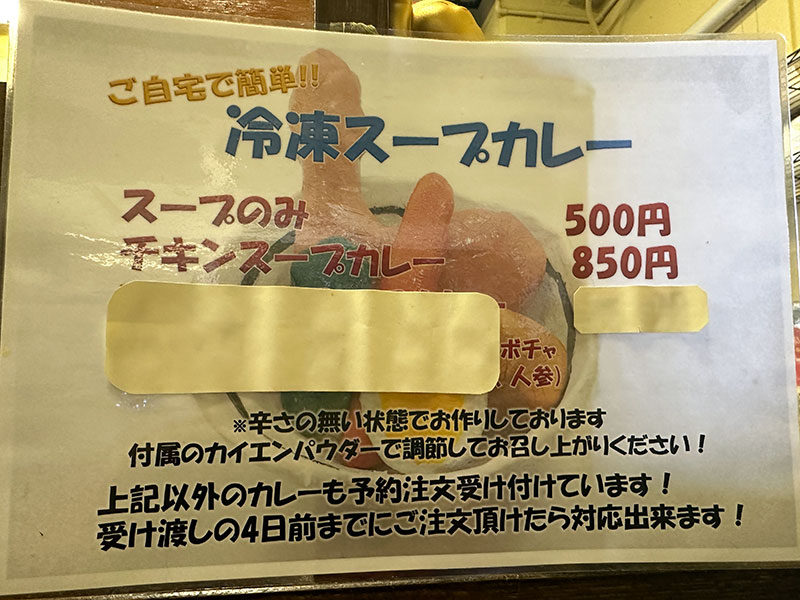 ご自宅で簡単!!
冷凍スープカレー
スープのみ 500円
チキンスープカレー 850円
ボチャ
人参)
※辛さの無い状態でお作りしております
付属のカイエンパウダーで調節してお召し上がりください！
上記以外のカレーも予約注文受け付けています！
受け渡しの4日前までにご注文頂けたら対応出来ます！